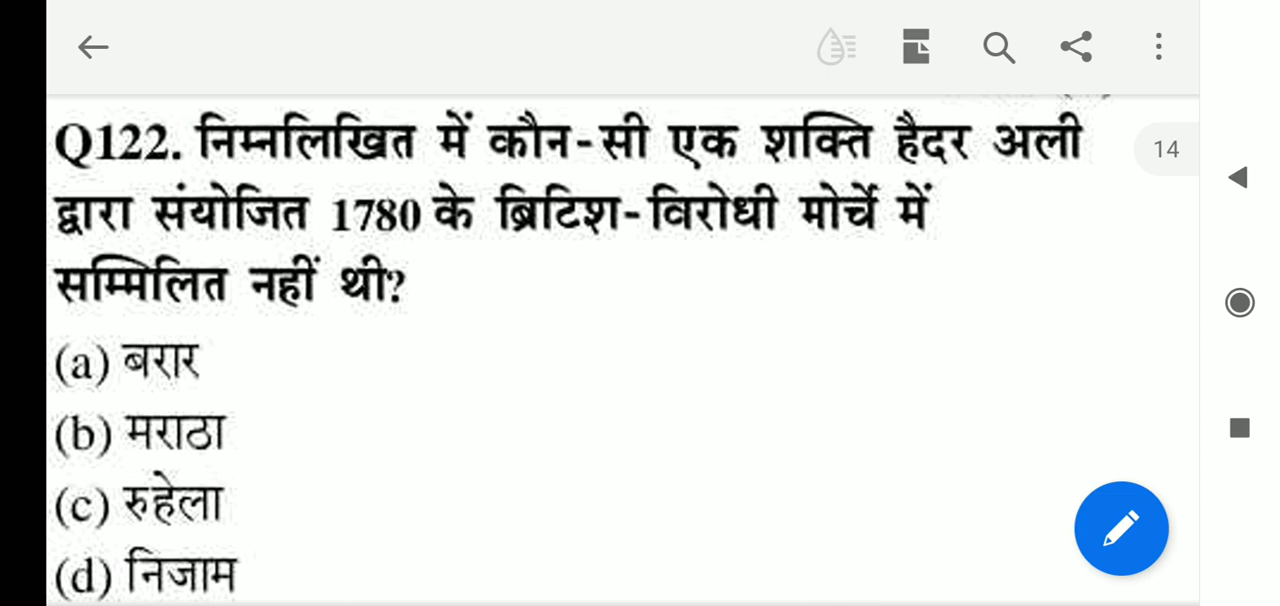 14
Q122. निम्नलिखित में कौन-सी एक शक्ति हैदर अली
द्वारा संयोजित 1780 के ब्रिटिश-विरोधी मोर्चे में
सम्मिलित नहीं थी?
(a) बरार
(b) मराठा
(c) रुहेला
(d) निजाम